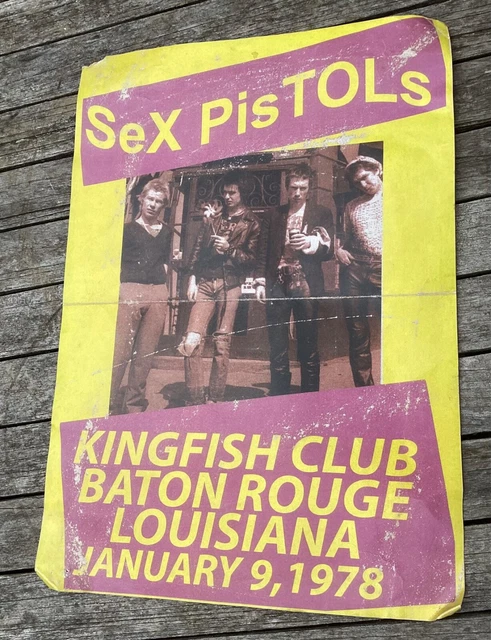 SeX PisTOLs
KINGFISH CLUB
BATON ROUGE
LOUISIANA
JANUARY 9, 1978